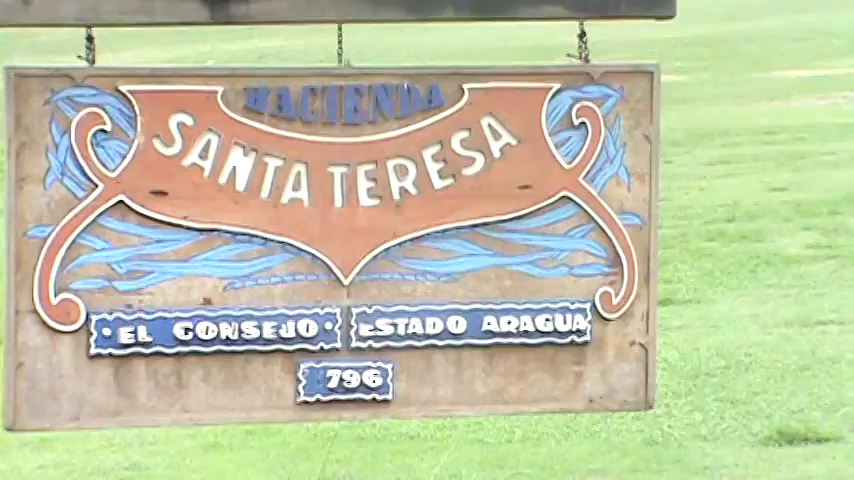 HACIENDA
SANTA TERESA
• EL CONSEJO • ESTADO ARAGUA
1796